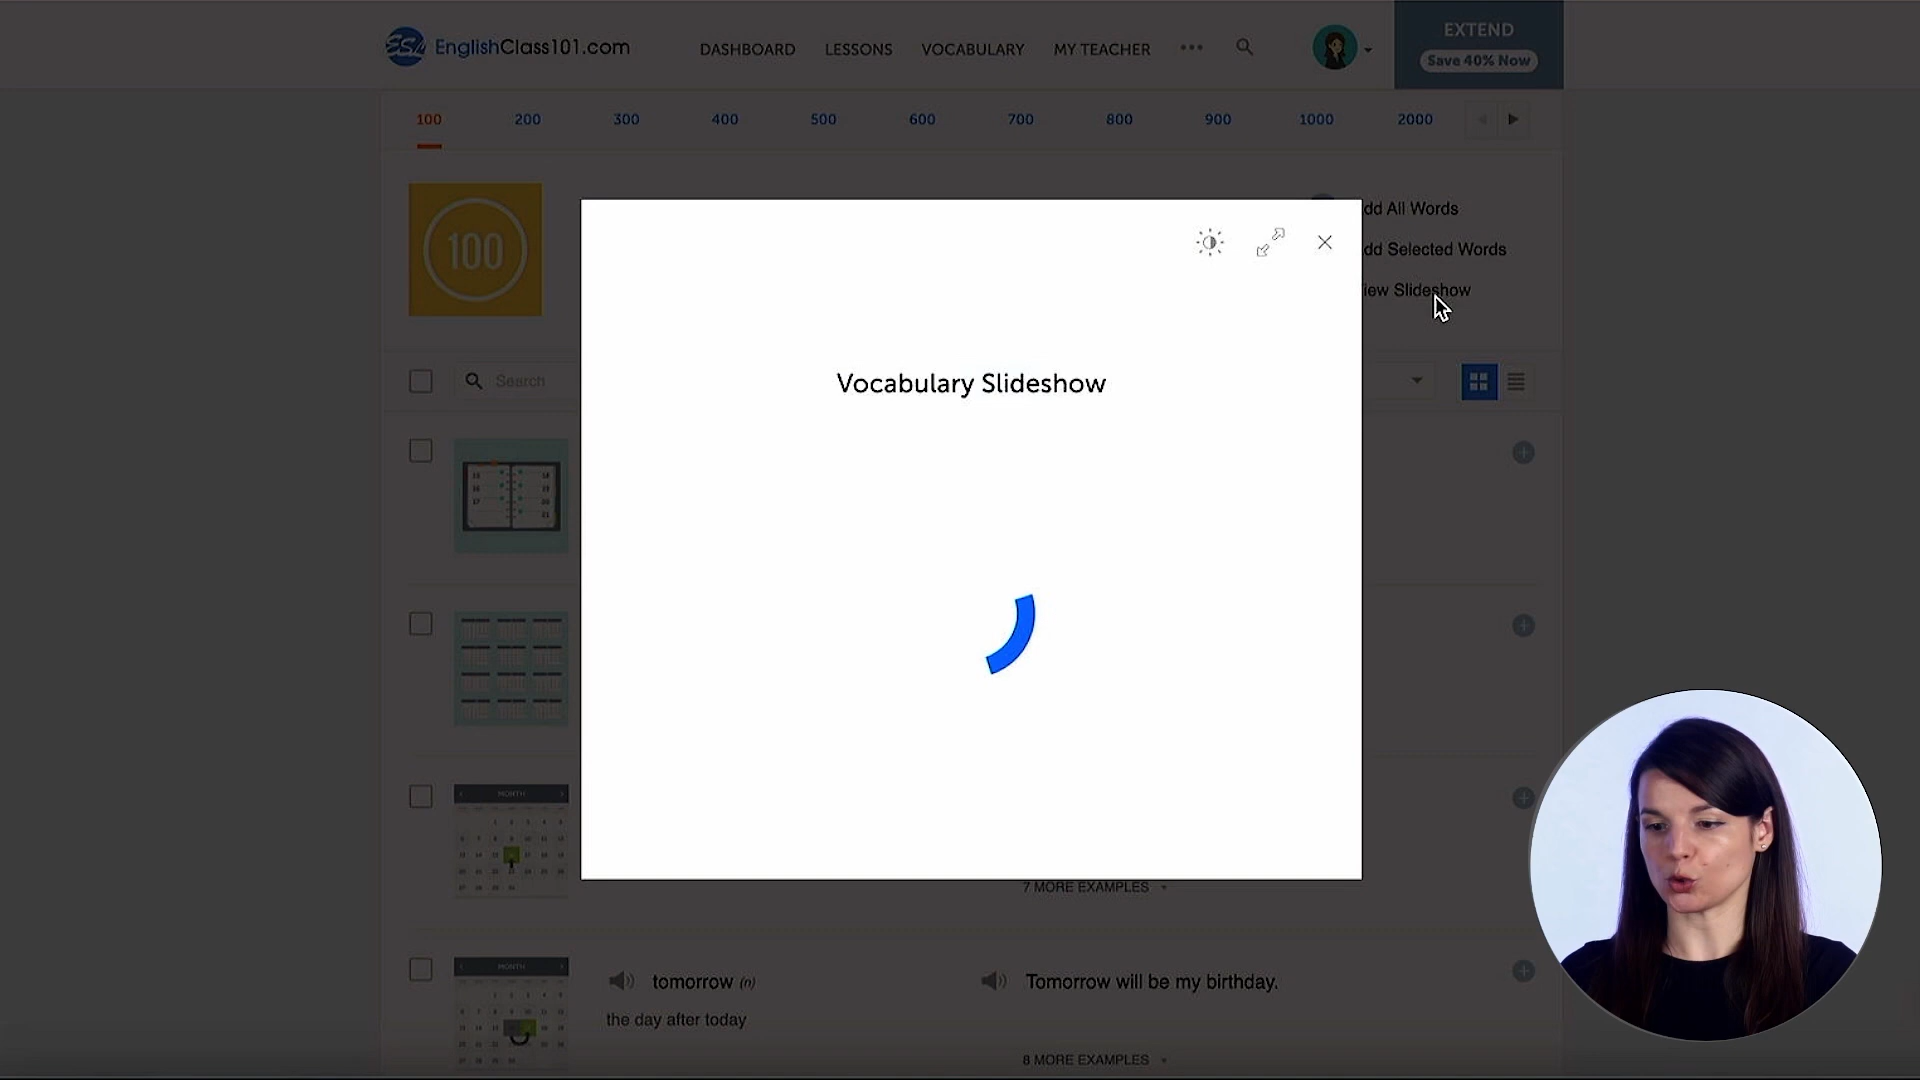 EnglishClass101.com
DASHBOARD LESSONS VOCABULARY MY TEACHER
EXTEND
Save 40% Now
100 200 300 400 500 600 700 800 900 1000 2000
100
dd All Words
dd Selected Words
iew Slideshow
Search
Vocabulary Slideshow
MONTH
7 MORE EXAMPLES
MONTH
tomorrow (n)
Tomorrow will be my birthday.
the day after today
8 MORE EXAMPLES